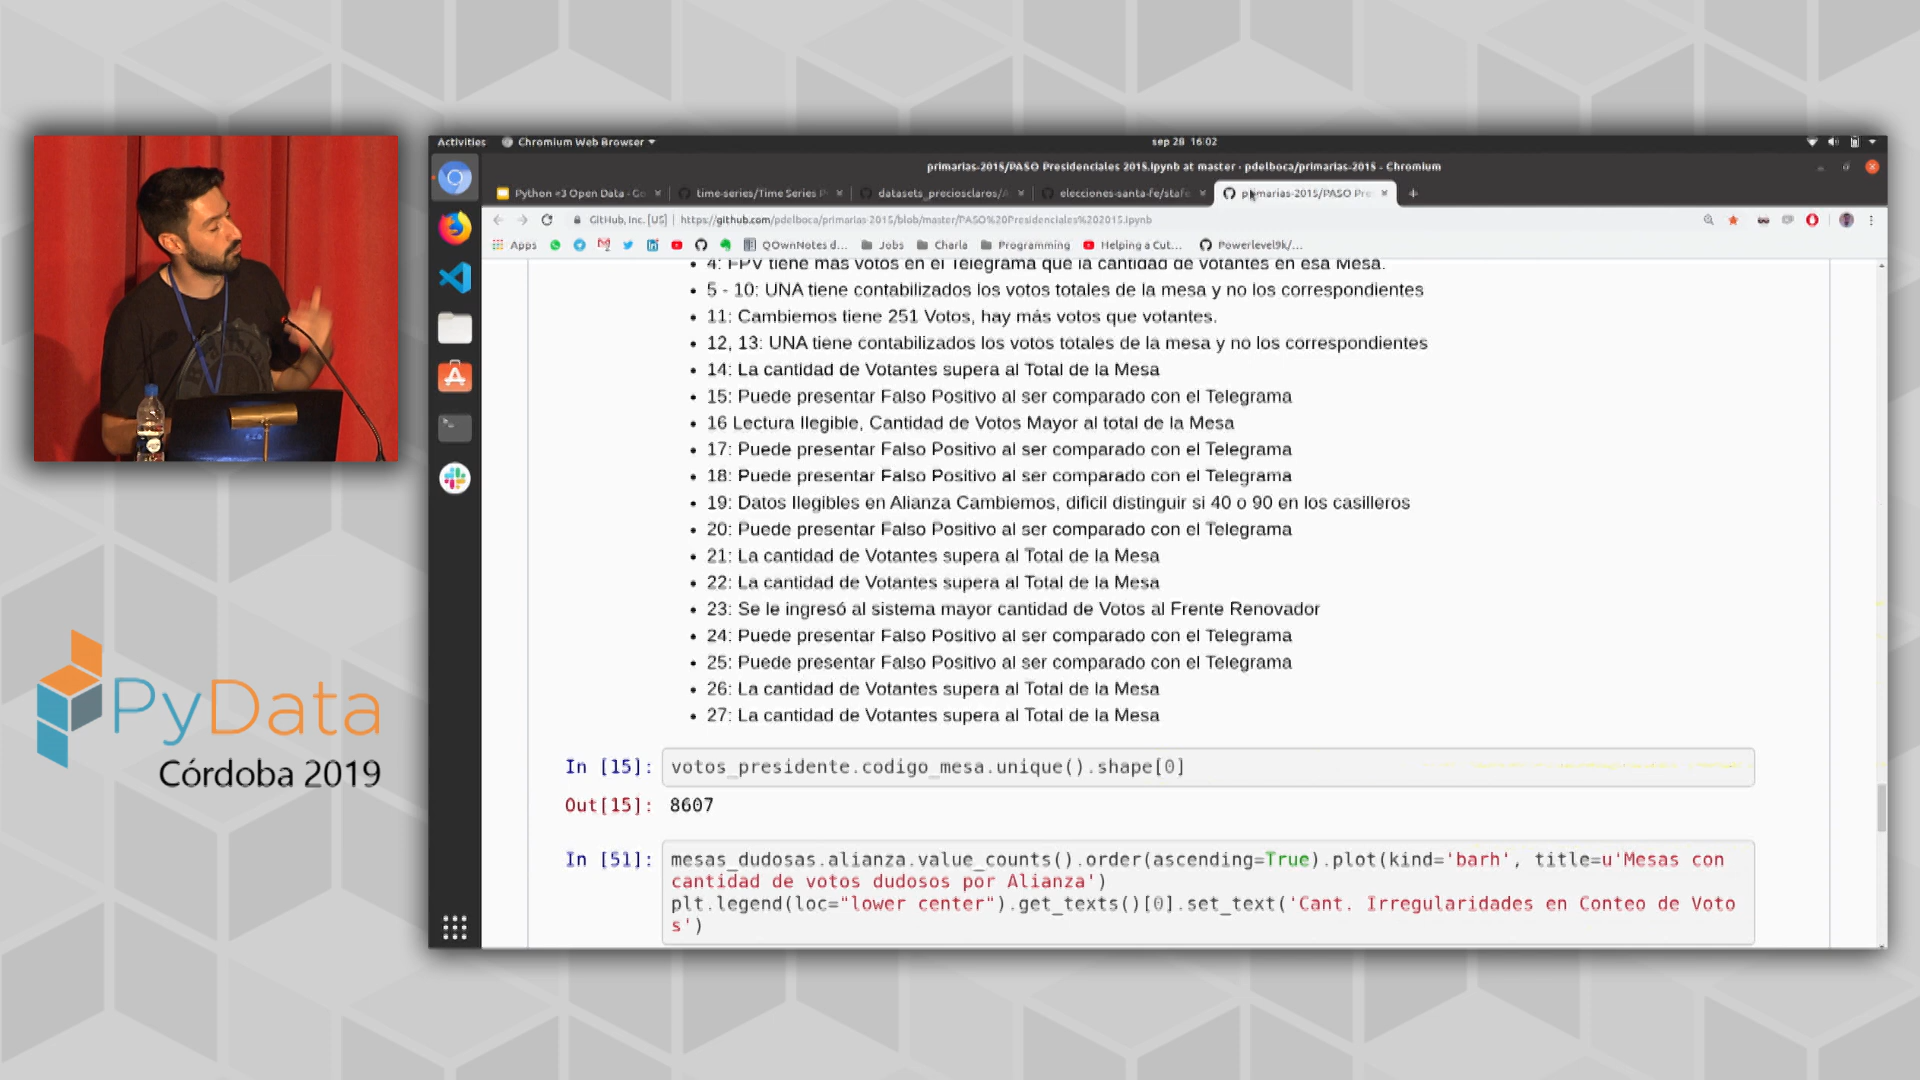 Activities Chromium Web Browser sep 28 16:02
primarias-2015/PASO Presidenciales 2015.ipynb at master · pdelboca/primarias-2015 - Chromium
Python <3 Open Data - Go time-series/Time Series P datasets_preciosclaros/A elecciones-santa-fe/stafe primarias-2015/PASO Pre
GitHub, Inc. [US] https://github.com/pdelboca/primarias-2015/blob/master/PASO%20Presidenciales%202015.ipynb
Apps QOwnNotes d... Jobs Charla Programming Helping a Cut... Powerlevel9k/...
4: FPV tiene más votos en el Telegrama que la cantidad de votantes en esa Mesa.
5 - 10: UNA tiene contabilizados los votos totales de la mesa y no los correspondientes
11: Cambiemos tiene 251 Votos, hay más votos que votantes.
12, 13: UNA tiene contabilizados los votos totales de la mesa y no los correspondientes
14: La cantidad de Votantes supera al Total de la Mesa
15: Puede presentar Falso Positivo al ser comparado con el Telegrama
16 Lectura Ilegible, Cantidad de Votos Mayor al total de la Mesa
17: Puede presentar Falso Positivo al ser comparado con el Telegrama
18: Puede presentar Falso Positivo al ser comparado con el Telegrama
19: Datos Ilegibles en Alianza Cambiemos, dificil distinguir si 40 o 90 en los casilleros
20: Puede presentar Falso Positivo al ser comparado con el Telegrama
21: La cantidad de Votantes supera al Total de la Mesa
22: La cantidad de Votantes supera al Total de la Mesa
23: Se le ingresó al sistema mayor cantidad de Votos al Frente Renovador
24: Puede presentar Falso Positivo al ser comparado con el Telegrama
25: Puede presentar Falso Positivo al ser comparado con el Telegrama
26: La cantidad de Votantes supera al Total de la Mesa
27: La cantidad de Votantes supera al Total de la Mesa
In [15]: votos_presidente.codigo_mesa.unique().shape[0]
Out[15]: 8607
In [51]: mesas_dudosas.alianza.value_counts().order(ascending=True).plot(kind='barh', title=u'Mesas con
cantidad de votos dudosos por Alianza')
plt.legend(loc="lower center").get_texts()[0].set_text('Cant. Irregularidades en Conteo de Voto
s')
PyData
Córdoba 2019